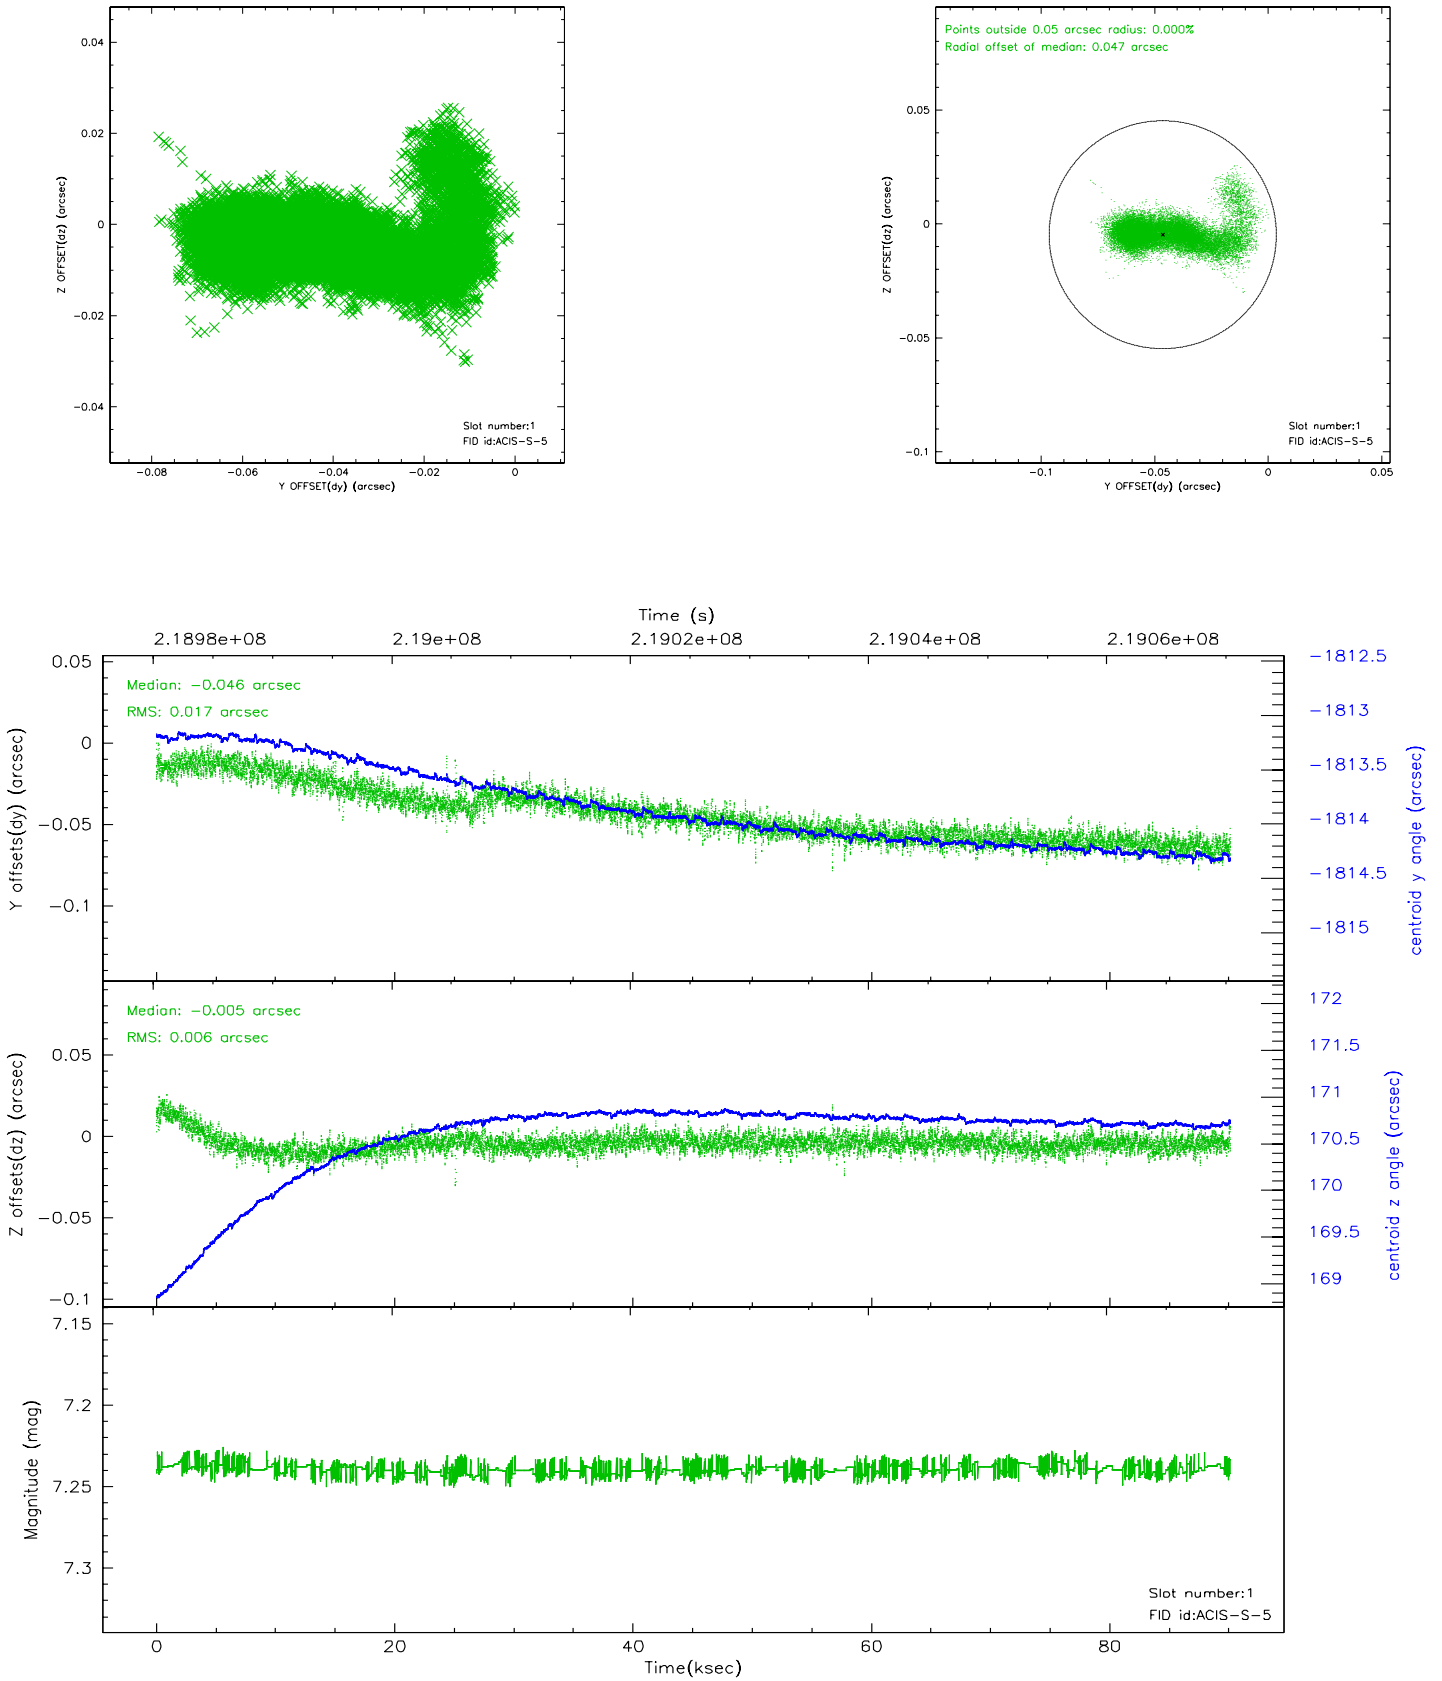 0.04
0.02
0
−0.02
−0.04
Z OFFSET(dz) (arcsec)
Slot number:1
FID id:ACIS−S−5
−0.08
−0.06
−0.04
−0.02
0
Y OFFSET(dy) (arcsec)
Points outside 0.05 arcsec radius: 0.000%
Radial offset of median: 0.047 arcsec
0.05
0
−0.05
−0.1
Z OFFSET(dz) (arcsec)
Slot number:1
FID id:ACIS−S−5
−0.1
−0.05
0
0.05
Y OFFSET(dy) (arcsec)
Time (s)
2.1898e+08
2.19e+08
2.1902e+08
2.1904e+08
2.1906e+08
Median: −0.046 arcsec
RMS: 0.017 arcsec
0.05
0
−0.05
−0.1
Y offsets(dy) (arcsec)
−1812.5
−1813
−1813.5
−1814
−1814.5
−1815
centroid y angle (arcsec)
Median: −0.005 arcsec
RMS: 0.006 arcsec
0.05
0
−0.05
−0.1
Z offsets(dz) (arcsec)
172
171.5
171
170.5
170
169.5
169
centroid z angle (arcsec)
7.15
7.2
7.25
7.3
Magnitude (mag)
Slot number:1
FID id:ACIS−S−5
0
20
40
60
80
Time(ksec)